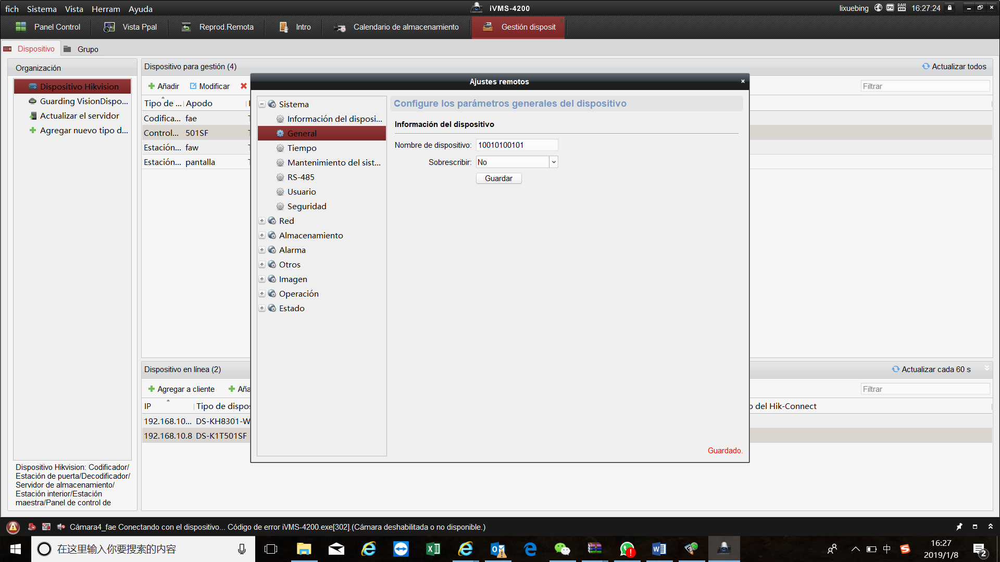 fich Sistema Vista Herram Ayuda
iVMS-4200
lixuebing CPU RAM 16:27:24
Panel Control Vista Ppal Reprod.Remota Intro Calendario de almacenamiento Gestión disposit
Dispositivo Grupo
Organización
Dispositivo Hikvision
Guarding VisionDispo...
Actualizar el servidor
Agregar nuevo tipo d...
Dispositivo Hikvision: Codificador/
Estación de puerta/Decodificador/
Servidor de almacenamiento/
Estación interior/Estación
maestra/Panel de control de
Dispositivo para gestión (4)
Actualizar todos
Añadir Modificar
Filtrar
Tipo de ... Apodo
Codifica... fae
Control... 501SF
Estación... faw
Estación... pantalla
Ajustes remotos
Sistema
Información del disposi...
General
Tiempo
Mantenimiento del sist...
RS-485
Usuario
Seguridad
Red
Almacenamiento
Alarma
Otros
Imagen
Operación
Estado
Configure los parámetros generales del dispositivo
Información del dispositivo
Nombre de dispositivo: 10010100101
Sobrescribir: No
Guardar
Guardado.
Dispositivo en línea (2)
Actualizar cada 60 s
Agregar a cliente Aña
Filtrar
IP Tipo de dispos
o del Hik-Connect
192.168.10... DS-KH8301-W
192.168.10.8 DS-K1T501SF
Cámara4_fae Conectando con el dispositivo... Código de error iVMS-4200.exe[302].(Cámara deshabilitada o no disponible.)
在这里输入你要搜索的内容
中
16:27
2019/1/8
2